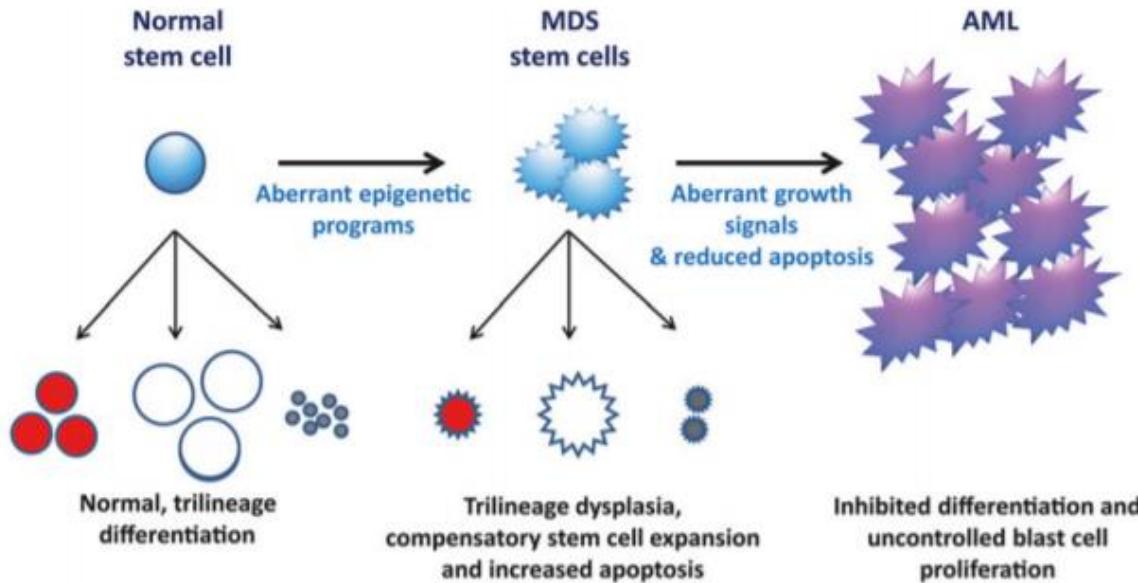 Normal
stem cell
MDS
stem cells
AML
Aberrant epigenetic
programs
Aberrant growth
signals
& reduced apoptosis
Normal, trilineage
differentiation
Trilineage dysplasia,
compensatory stem cell expansion
and increased apoptosis
Inhibited differentiation and
uncontrolled blast cell
proliferation